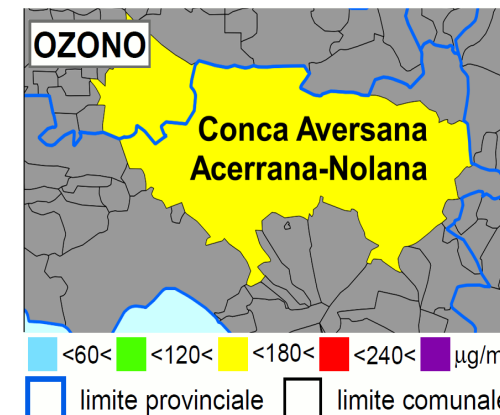 OZONO
Conca Aversana
Acerrana-Nolana
<60< <120< <180< <240< µg/m
limite provinciale limite comunale